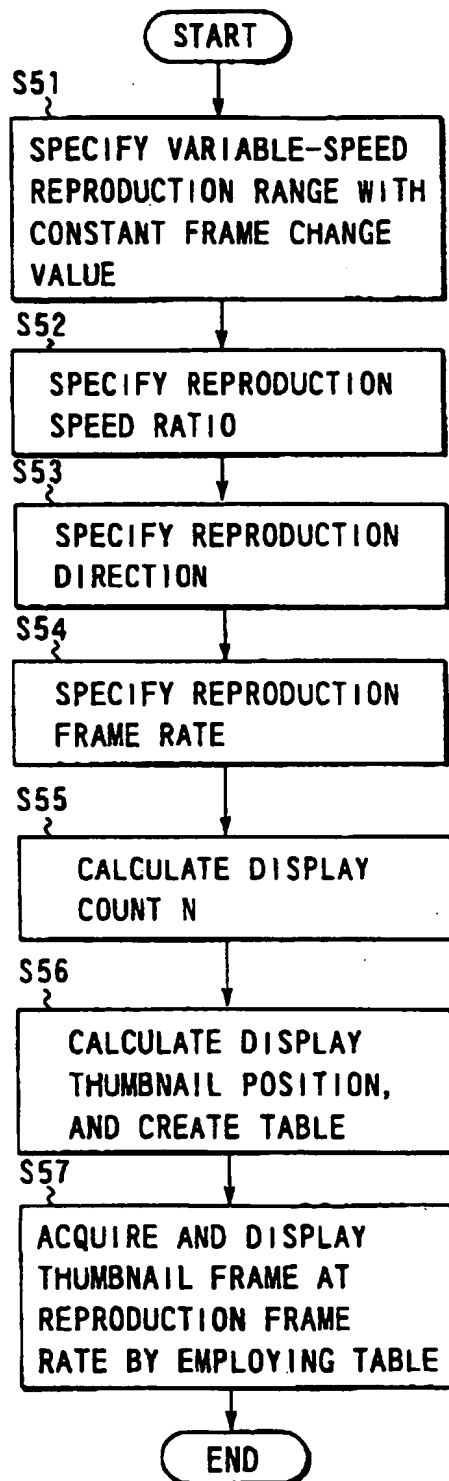 START
S51
SPECIFY VARIABLE-SPEED
REPRODUCTION RANGE WITH
CONSTANT FRAME CHANGE
VALUE
S52
SPECIFY REPRODUCTION
SPEED RATIO
S53
SPECIFY REPRODUCTION
DIRECTION
S54
SPECIFY REPRODUCTION
FRAME RATE
S55
CALCULATE DISPLAY
COUNT N
S56
CALCULATE DISPLAY
THUMBNAIL POSITION,
AND CREATE TABLE
S57
ACQUIRE AND DISPLAY
THUMBNAIL FRAME AT
REPRODUCTION FRAME
RATE BY EMPLOYING TABLE
END